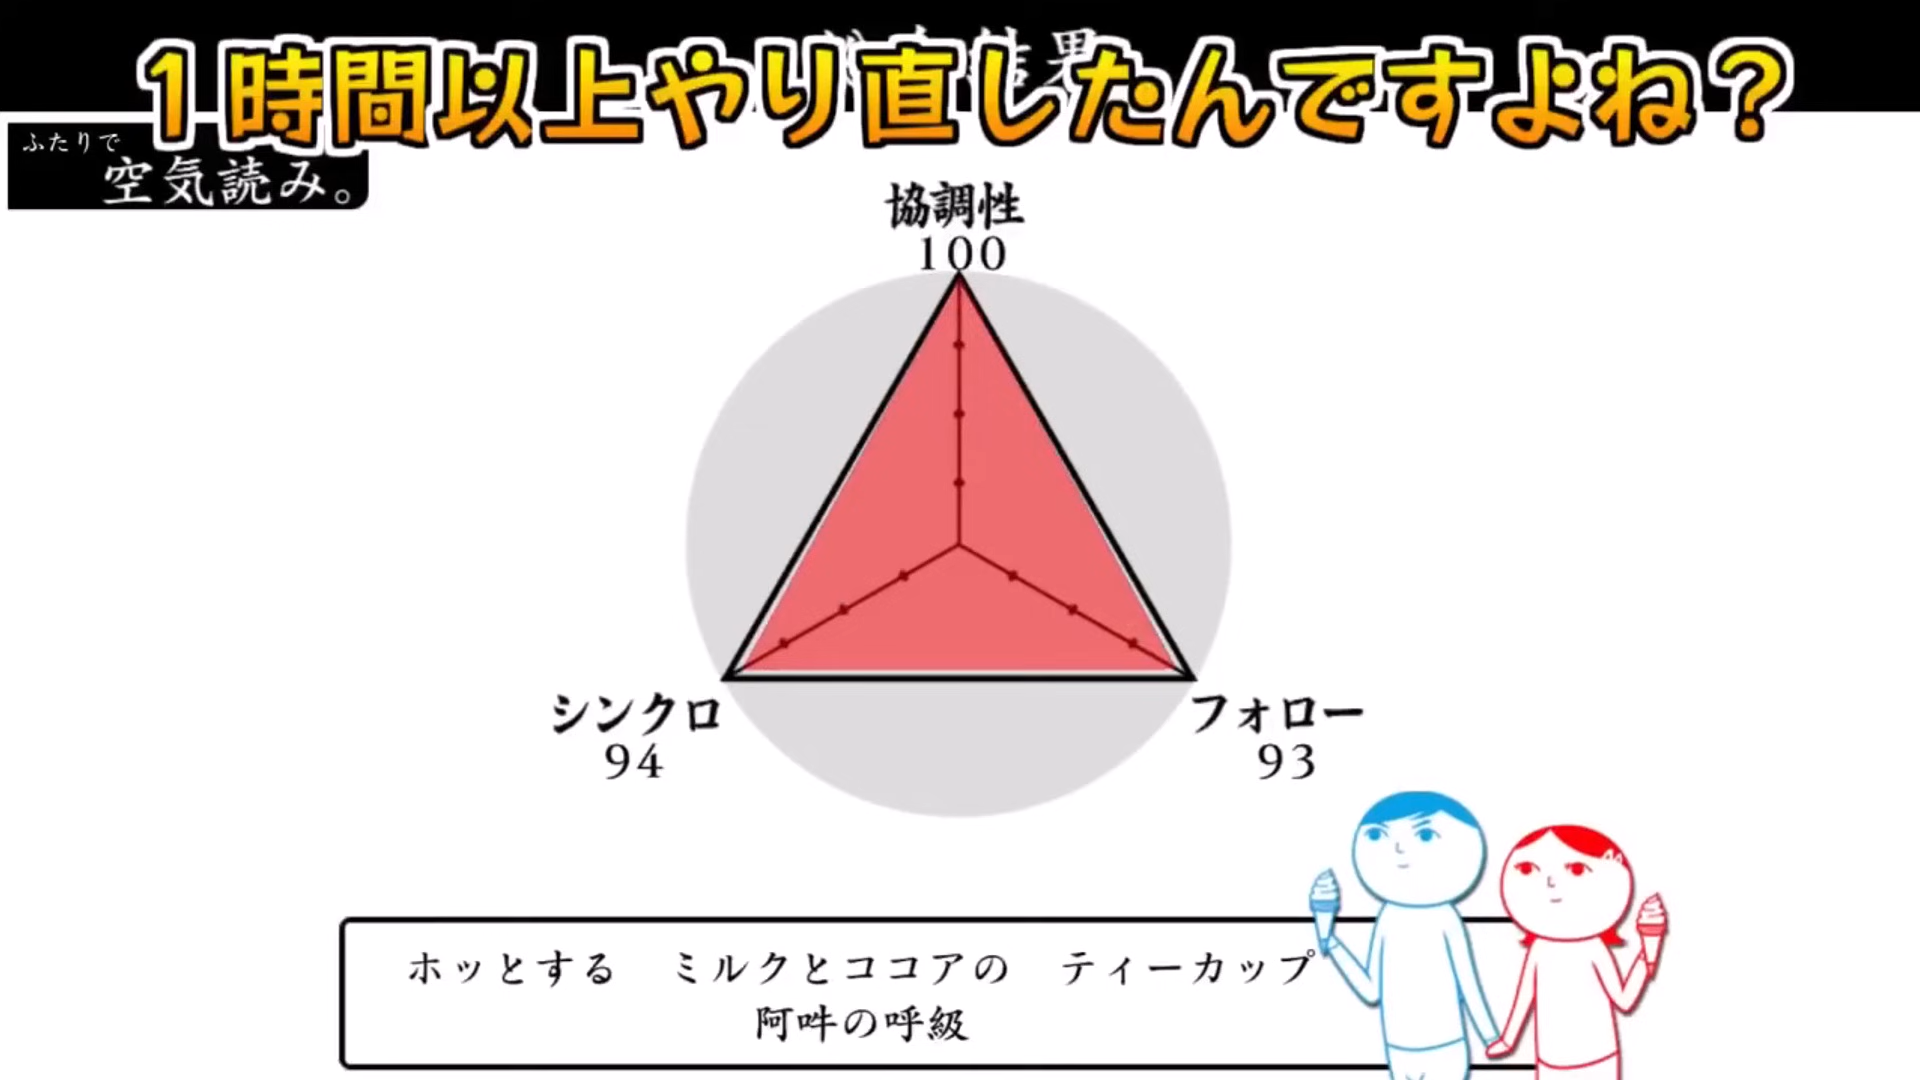 １時間以上やり直したんですよね？
ふたりで
空気読み。
協調性
100
シンクロ
94
フォロー
93
ホッとする　ミルクとココアの　ティーカップ
阿吽の呼級